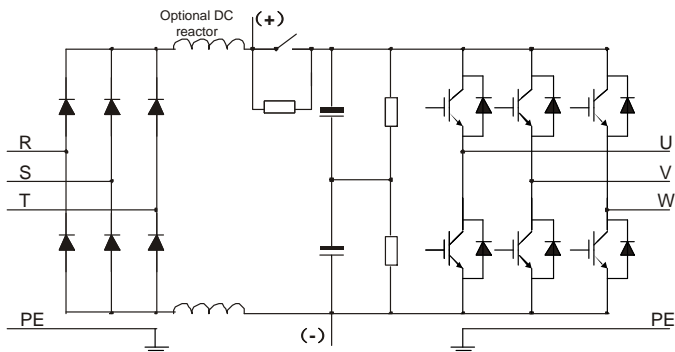 Optional DC
reactor
(+)
R
S
T
U
V
W
PE
(-)
PE